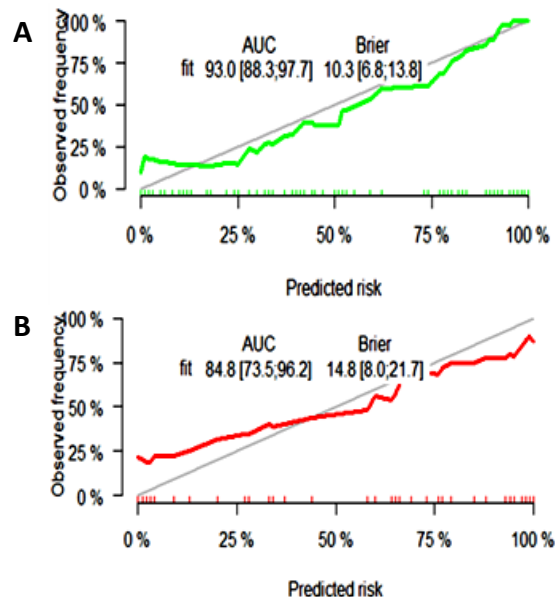 A
100 %
75 %
50 %
25 %
0 %
Observed frequency
AUC Brier
fit 93.0 [88.3;97.7] 10.3 [6.8;13.8]
0 % 25 % 50 % 75 % 100 %
Predicted risk
B
100 %
75 %
50 %
25 %
0 %
Observed frequency
AUC Brier
fit 84.8 [73.5;96.2] 14.8 [8.0;21.7]
0 % 25 % 50 % 75 % 100 %
Predicted risk